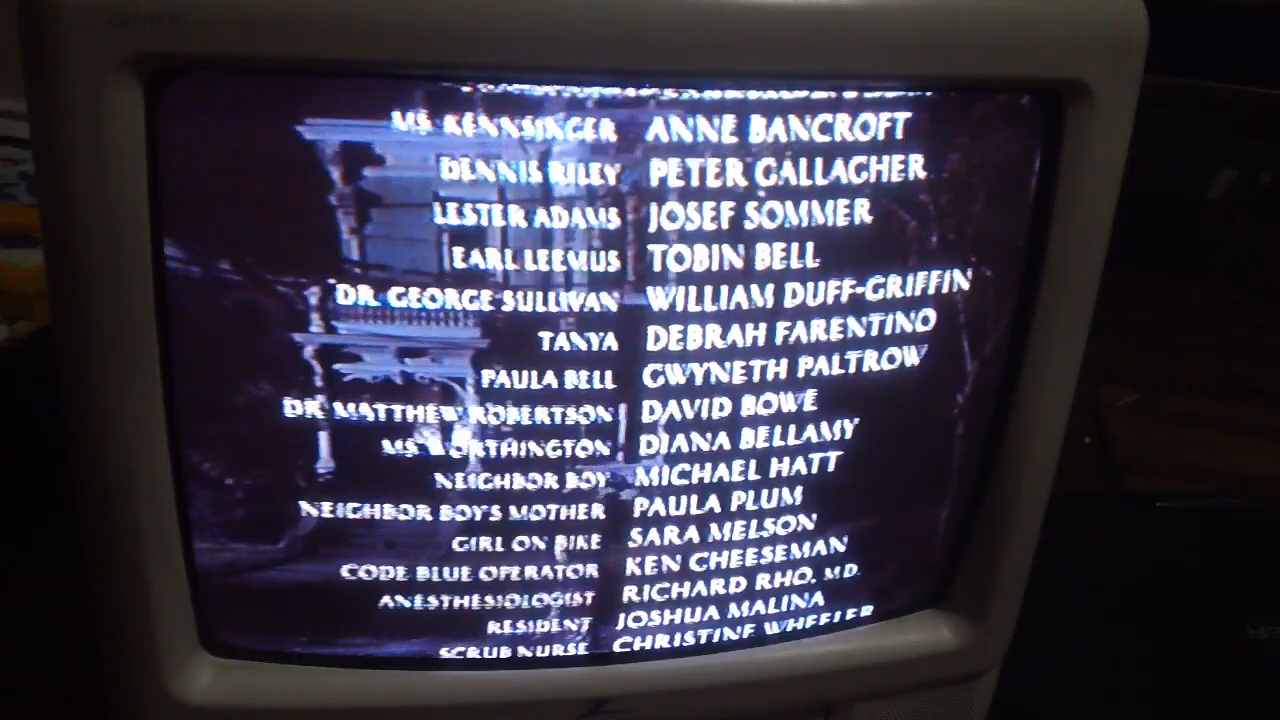 MS. KENNSINGER ANNE BANCROFT
DENNIS RILEY PETER GALLAGHER
LESTER ADAMS JOSEF SOMMER
EARL LEEMUS TOBIN BELL
DR. GEORGE SULLIVAN WILLIAM DUFF-GRIFFIN
TANYA DEBRAH FARENTINO
PAULA BELL GWYNETH PALTROW
DR. MATTHEW ROBERTSON DAVID BOWE
MS. WORTHINGTON DIANA BELLAMY
NEIGHBOR BOY MICHAEL HATT
NEIGHBOR BOY'S MOTHER PAULA PLUM
GIRL ON BIKE SARA MELSON
CODE BLUE OPERATOR KEN CHEESEMAN
ANESTHESIOLOGIST RICHARD RHO, MD.
RESIDENT JOSHUA MALINA
SCRUB NURSE CHRISTINE WHEELER